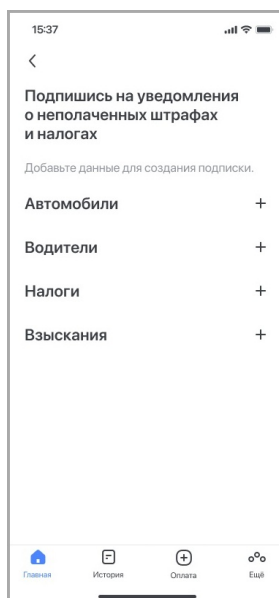 15:37
Подпишись на уведомления
о неполаченных штрафах
и налогах
Добавьте данные для создания подписки.
Автомобили
Водители
Налоги
Взыскания
Главная
История
Оплата
Ещё